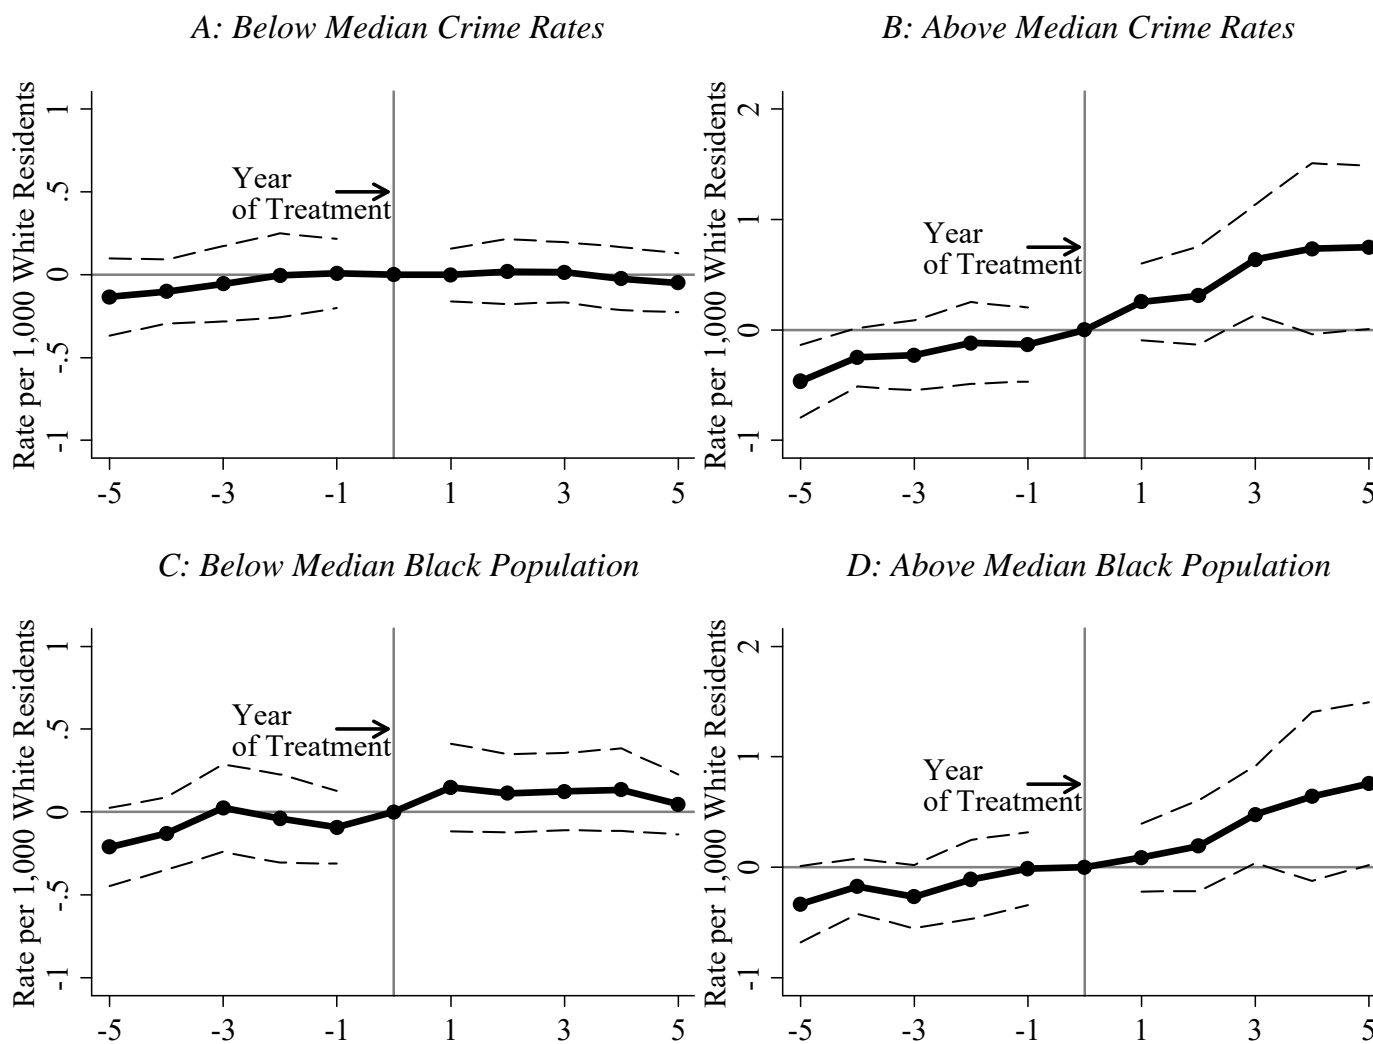 A: Below Median Crime Rates
Rate per 1,000 White Residents
1
.5
0
-.5
-1
Year
of Treatment
-5
-3
-1
1
3
5
B: Above Median Crime Rates
Rate per 1,000 White Residents
2
1
0
-1
Year
of Treatment
-5
-3
-1
1
3
5
C: Below Median Black Population
Rate per 1,000 White Residents
1
.5
0
-.5
-1
Year
of Treatment
-5
-3
-1
1
3
5
D: Above Median Black Population
Rate per 1,000 White Residents
2
1
0
-1
Year
of Treatment
-5
-3
-1
1
3
5